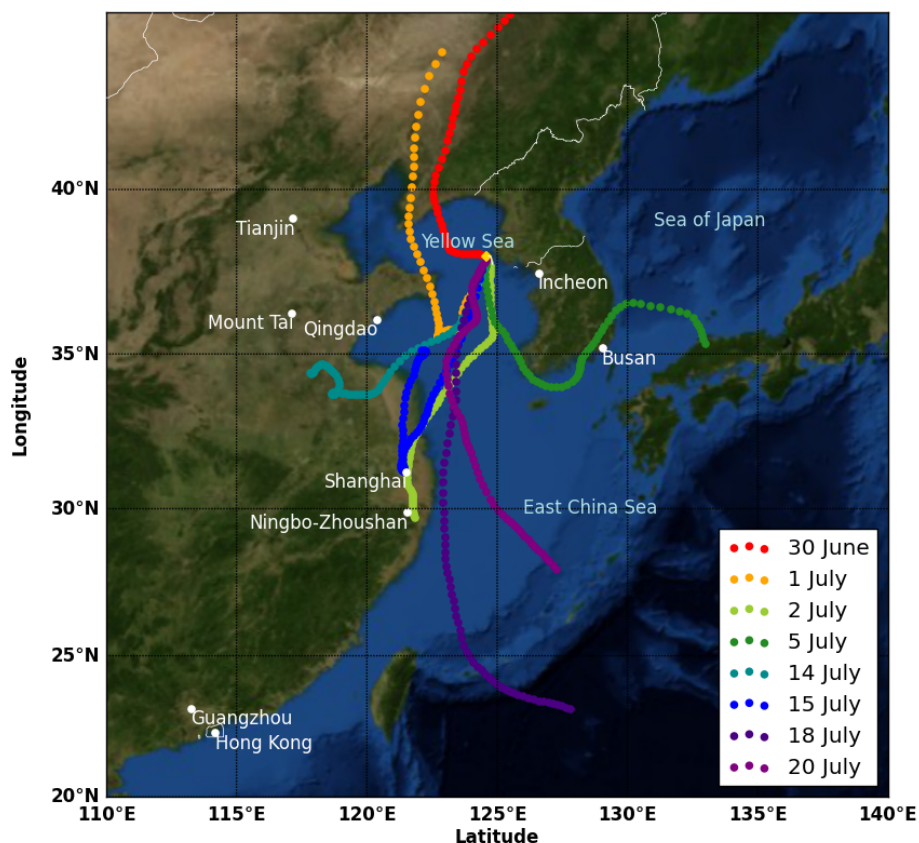 40°N
35°N
30°N
25°N
20°N
Longitude
Tianjin
Yellow Sea
Sea of Japan
Incheon
Mount Tai
Qingdao
Busan
Shanghai
East China Sea
Ningbo-Zhoushan
Guangzhou
Hong Kong
30 June
1 July
2 July
5 July
14 July
15 July
18 July
20 July
110°E 115°E 120°E 125°E 130°E 135°E 140°E
Latitude